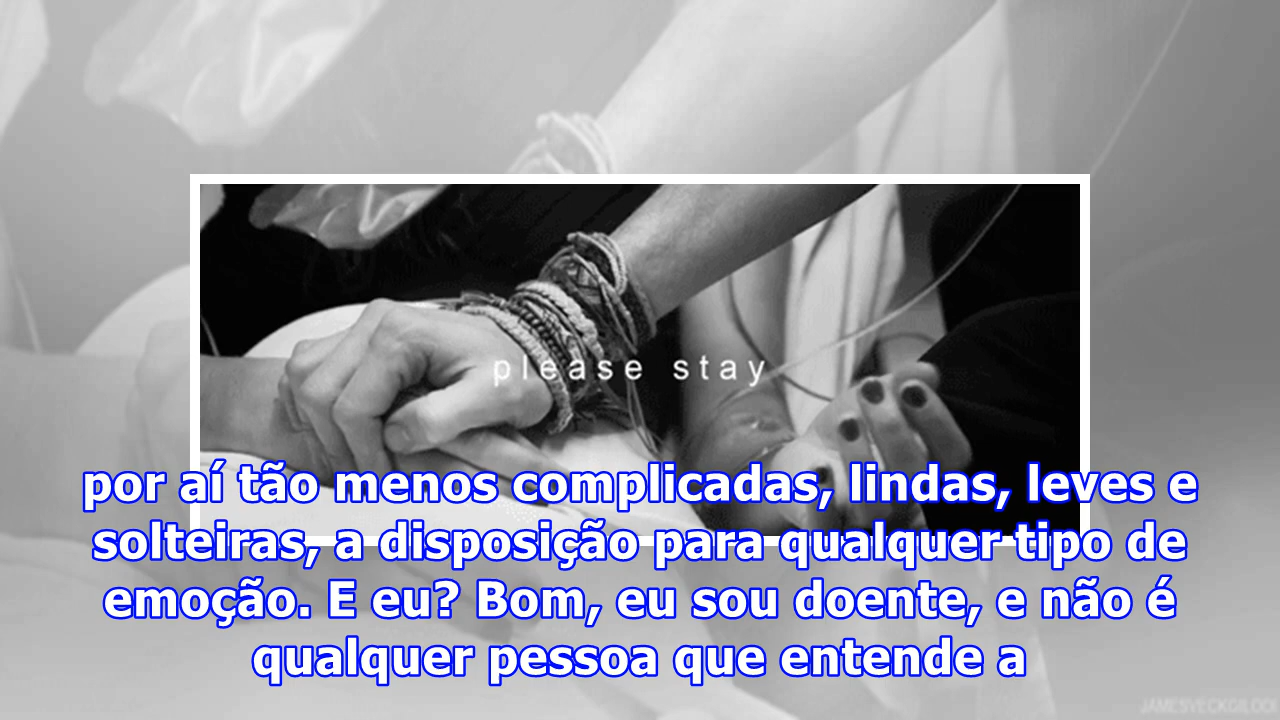 please stay
por aí tão menos complicadas, lindas, leves e
solteiras, a disposição para qualquer tipo de
emoção. E eu? Bom, eu sou doente, e não é
qualquer pessoa que entende a